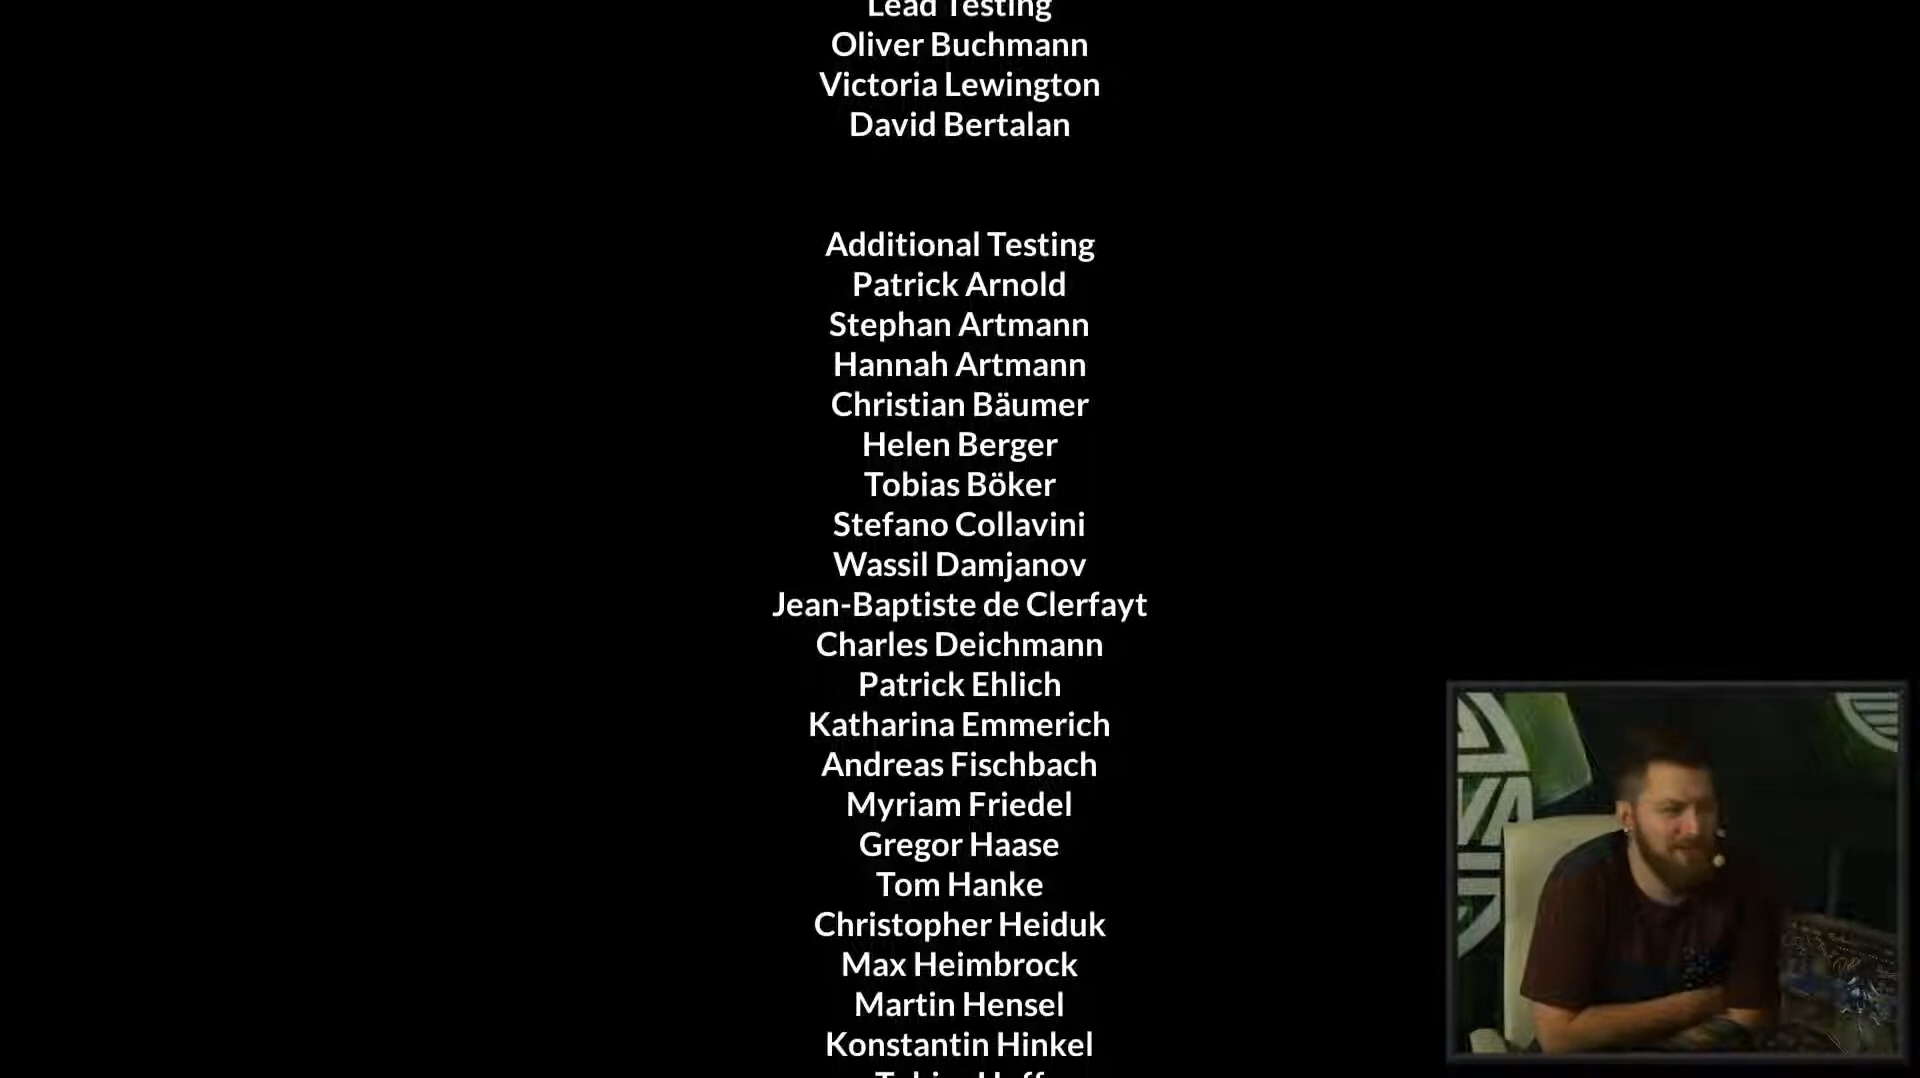 Lead Testing
Oliver Buchmann
Victoria Lewington
David Bertalan
Additional Testing
Patrick Arnold
Stephan Artmann
Hannah Artmann
Christian Bäumer
Helen Berger
Tobias Böker
Stefano Collavini
Wassil Damjanov
Jean-Baptiste de Clerfayt
Charles Deichmann
Patrick Ehlich
Katharina Emmerich
Andreas Fischbach
Myriam Friedel
Gregor Haase
Tom Hanke
Christopher Heiduk
Max Heimbrock
Martin Hensel
Konstantin Hinkel